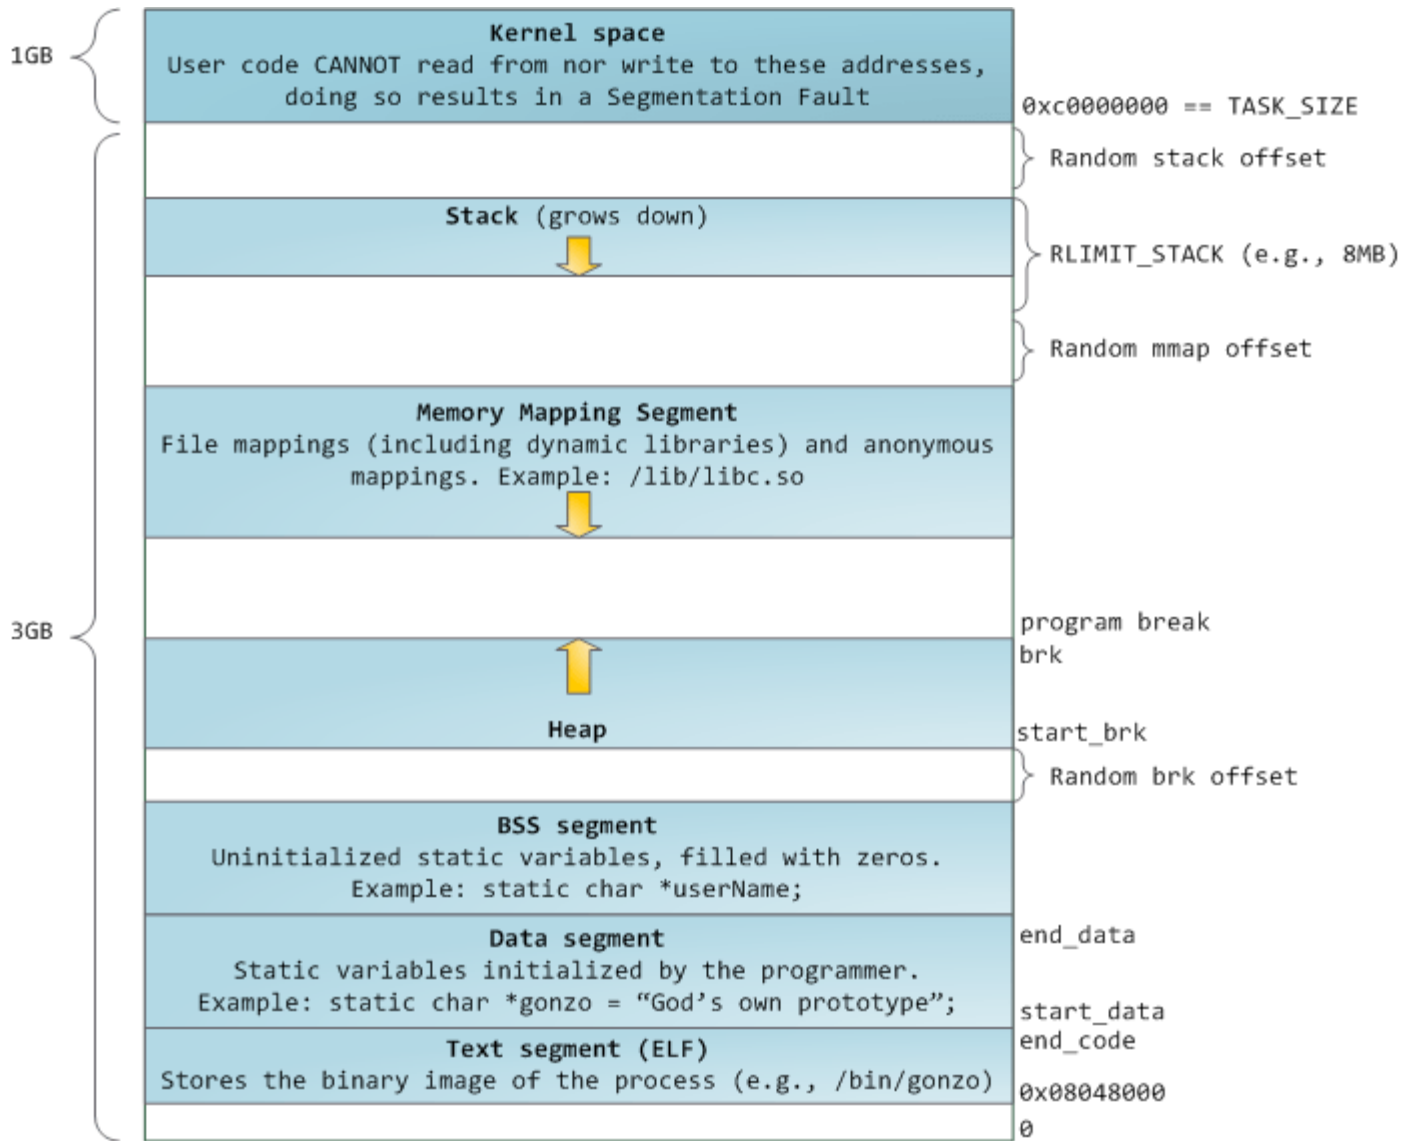 Kernel space
1GB
User code CANNOT read from nor write to these addresses,
doing so results in a Segmentation Fault
0xc0000000 == TASK_SIZE
Random stack offset
Stack (grows down)
RLIMIT_STACK (e.g., 8MB)
Random mmap offset
Memory Mapping Segment
File mappings (including dynamic libraries) and anonymous
mappings. Example: /lib/libc.so
program break
3GB
brk
Heap
start_brk
Random brk offset
BSS segment
Uninitialized static variables, filled with zeros.
Example: static char *userName;
Data segment
end_data
Static variables initialized by the programmer.
Example: static char *gonzo = “God’s own prototype”;
start_data
end_code
Text segment (ELF)
Stores the binary image of the process (e.g., /bin/gonzo)
0x08048000
0